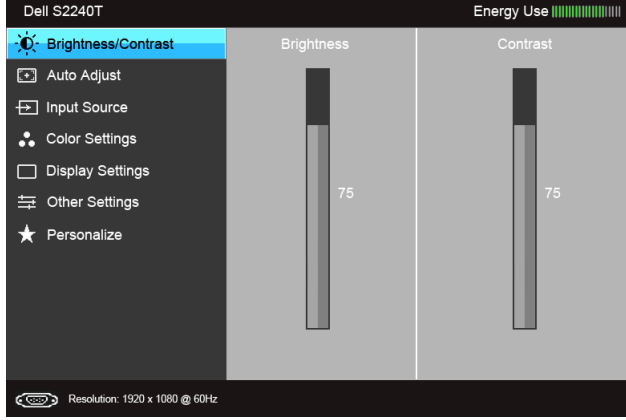 Dell S2240T
Energy Use
Brightness/Contrast
Auto Adjust
Input Source
Color Settings
Display Settings
Other Settings
Personalize
Brightness
75
Contrast
75
Resolution: 1920 x 1080 @ 60Hz